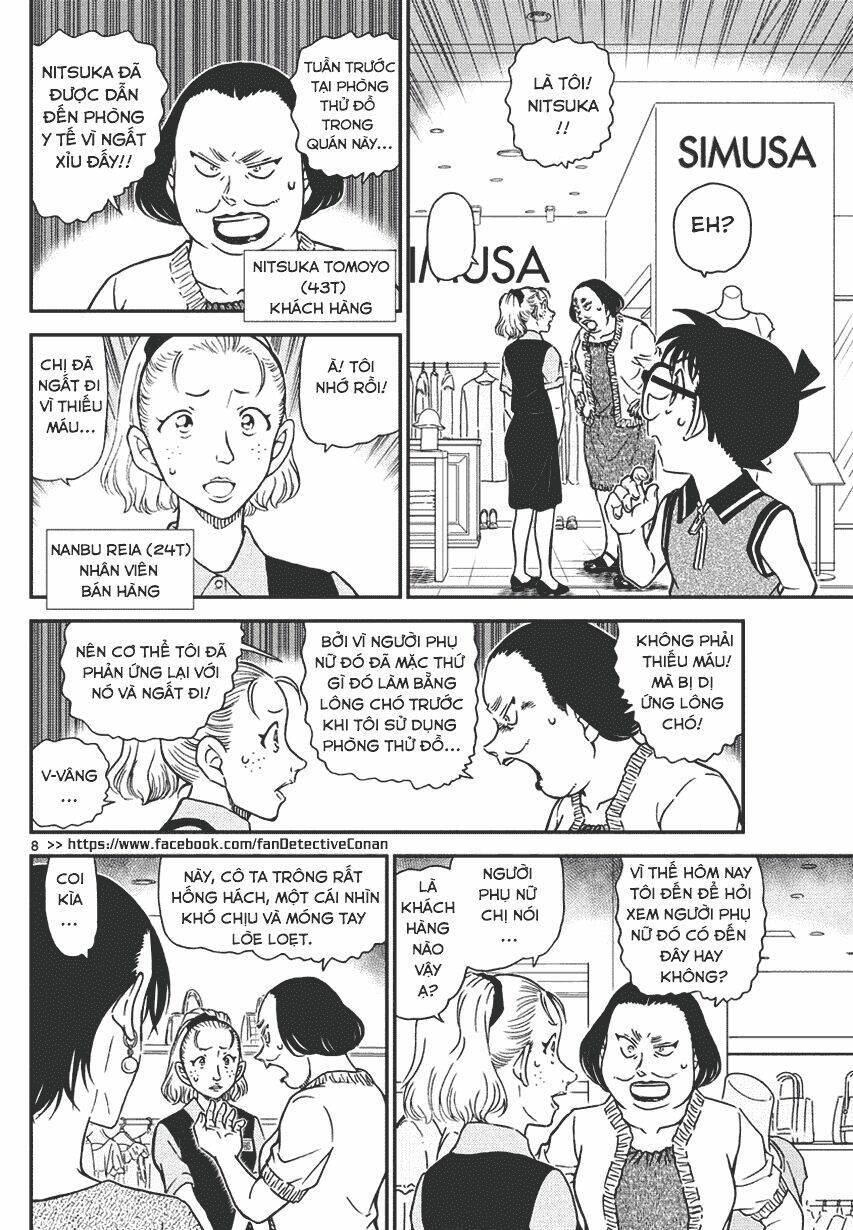 LÀ TÔI!
NITSUKA
!!
SIMUSA
EH?
SIMUSA
TUẦN TRƯỚC
TẠI PHÒNG
THỬ ĐỒ
TRONG
QUÁN NÀY...
NITSUKA ĐÃ
ĐƯỢC DẪN
ĐẾN PHÒNG
Y TẾ VÌ NGẤT
XỈU ĐẤY!!
NITSUKA TOMOYO
(43T)
KHÁCH HÀNG
À! TÔI
NHỚ RỒI!
CHỊ ĐÃ
NGẤT ĐI
VÌ THIẾU
MÁU...
NANBU REIA (24T)
NHÂN VIÊN
BÁN HÀNG
KHÔNG PHẢI
THIẾU MÁU!
MÀ BỊ DỊ
ỨNG LÔNG
CHÓ!
BỞI VÌ NGƯỜI PHỤ
NỮ ĐÓ ĐÃ MẶC THỨ
GÌ ĐÓ LÀM BẰNG
LÔNG CHÓ TRƯỚC
KHI TÔI SỬ DỤNG
PHÒNG THỬ ĐỒ...
NÊN CƠ THỂ TÔI ĐÃ
PHẢN ỨNG LẠI VỚI
NÓ VÀ NGẤT ĐI!
V-VÂNG
...
8 >> https://www.facebook.com/fanDetectiveConan
VÌ THẾ HÔM NAY
TÔI ĐẾN ĐỂ HỎI
XEM NGƯỜI PHỤ
NỮ ĐÓ CÓ ĐẾN
ĐÂY HAY
KHÔNG?
NGƯỜI
PHỤ NỮ
CHỊ NÓI
...
LÀ
KHÁCH
HÀNG
NÀO
VẬY
Ạ?
NÀY, CÔ TA TRÔNG RẤT
HỐNG HÁCH, MỘT CÁI NHÌN
KHÓ CHỊU VÀ MÓNG TAY
LÒE LOẸT.
COI
KÌA
...